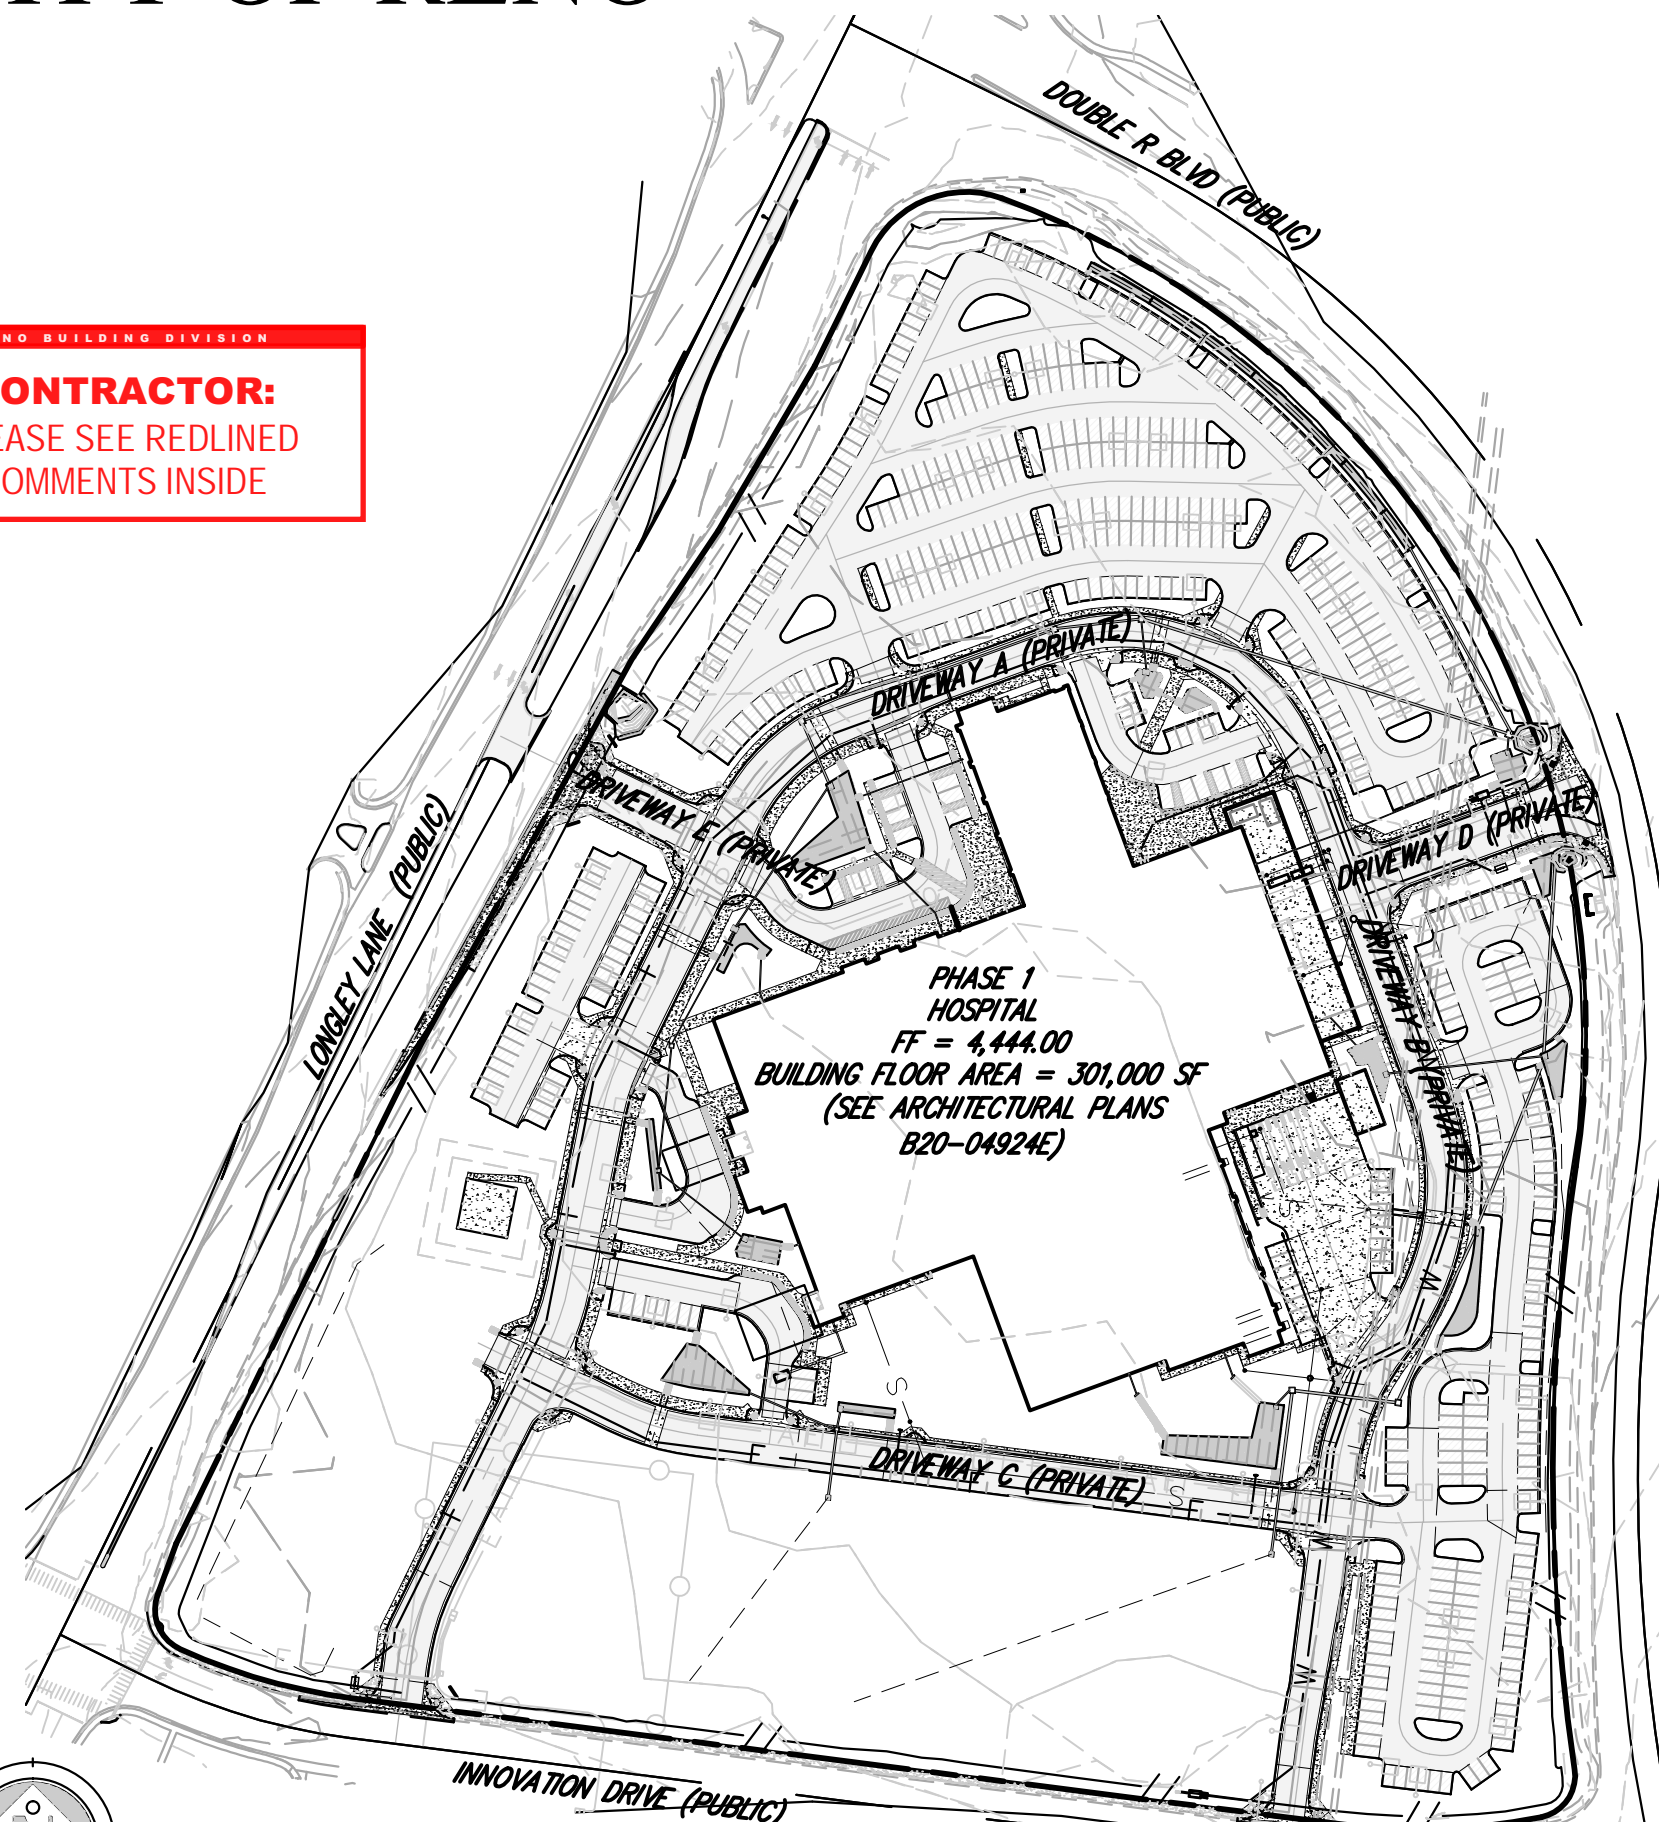 DOUBLE R BLVD (PUBLIC)
NO BUILDING DIVISION
ONTRACTOR:
EASE SEE REDLINED
OMMENTS INSIDE
DRIVEWAY A (PRIVATE)
DRIVEWAY E (PRIVATE)
DRIVEWAY D (PRIVATE)
LONGLEY LANE (PUBLIC)
DRIVEWAY B (PRIVATE)
PHASE 1
HOSPITAL
FF = 4,444.00
BUILDING FLOOR AREA = 301,000 SF
(SEE ARCHITECTURAL PLANS
B20-04924E)
W
S
DRIVEWAY C (PRIVATE)
F
S
F
W
W
INNOVATION DRIVE (PUBLIC)